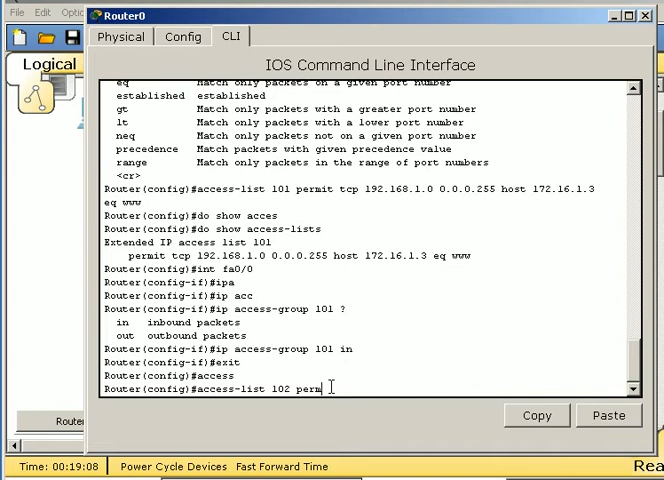 Router0
File Edit
Physical Config CLI
Logical
IOS Command Line Interface
eq Match only packets on a given port number
established established
gt Match only packets with a greater port number
lt Match only packets with a lower port number
neq Match only packets not on a given port number
precedence Match packets with given precedence value
range Match only packets in the range of port numbers
<cr>
Router(config)#access-list 101 permit tcp 192.168.1.0 0.0.0.255 host 172.16.1.3
eq www
Router(config)#do show acces
Router(config)#do show access-lists
Extended IP access list 101
permit tcp 192.168.1.0 0.0.0.255 host 172.16.1.3 eq www
Router(config)#int fa0/0
Router(config-if)#ipa
Router(config-if)#ip acc
Router(config-if)#ip access-group 101 ?
in inbound packets
out outbound packets
Router(config-if)#ip access-group 101 in
Router(config-if)#exit
Router(config)#access
Router(config)#access-list 102 perm
Copy Paste
Router
Time: 00:19:08 Power Cycle Devices Fast Forward Time